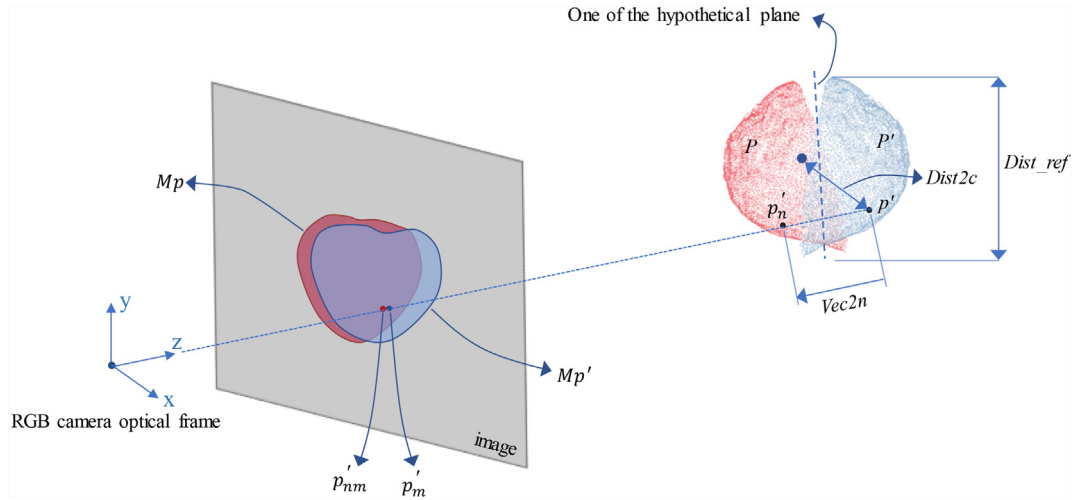 One of the hypothetical plane
P
P'
Dist_ref
Dist2c
p'n
p'
Vec2n
Mp
y
z
x
RGB camera optical frame
Mp'
image
p'nm
p'm